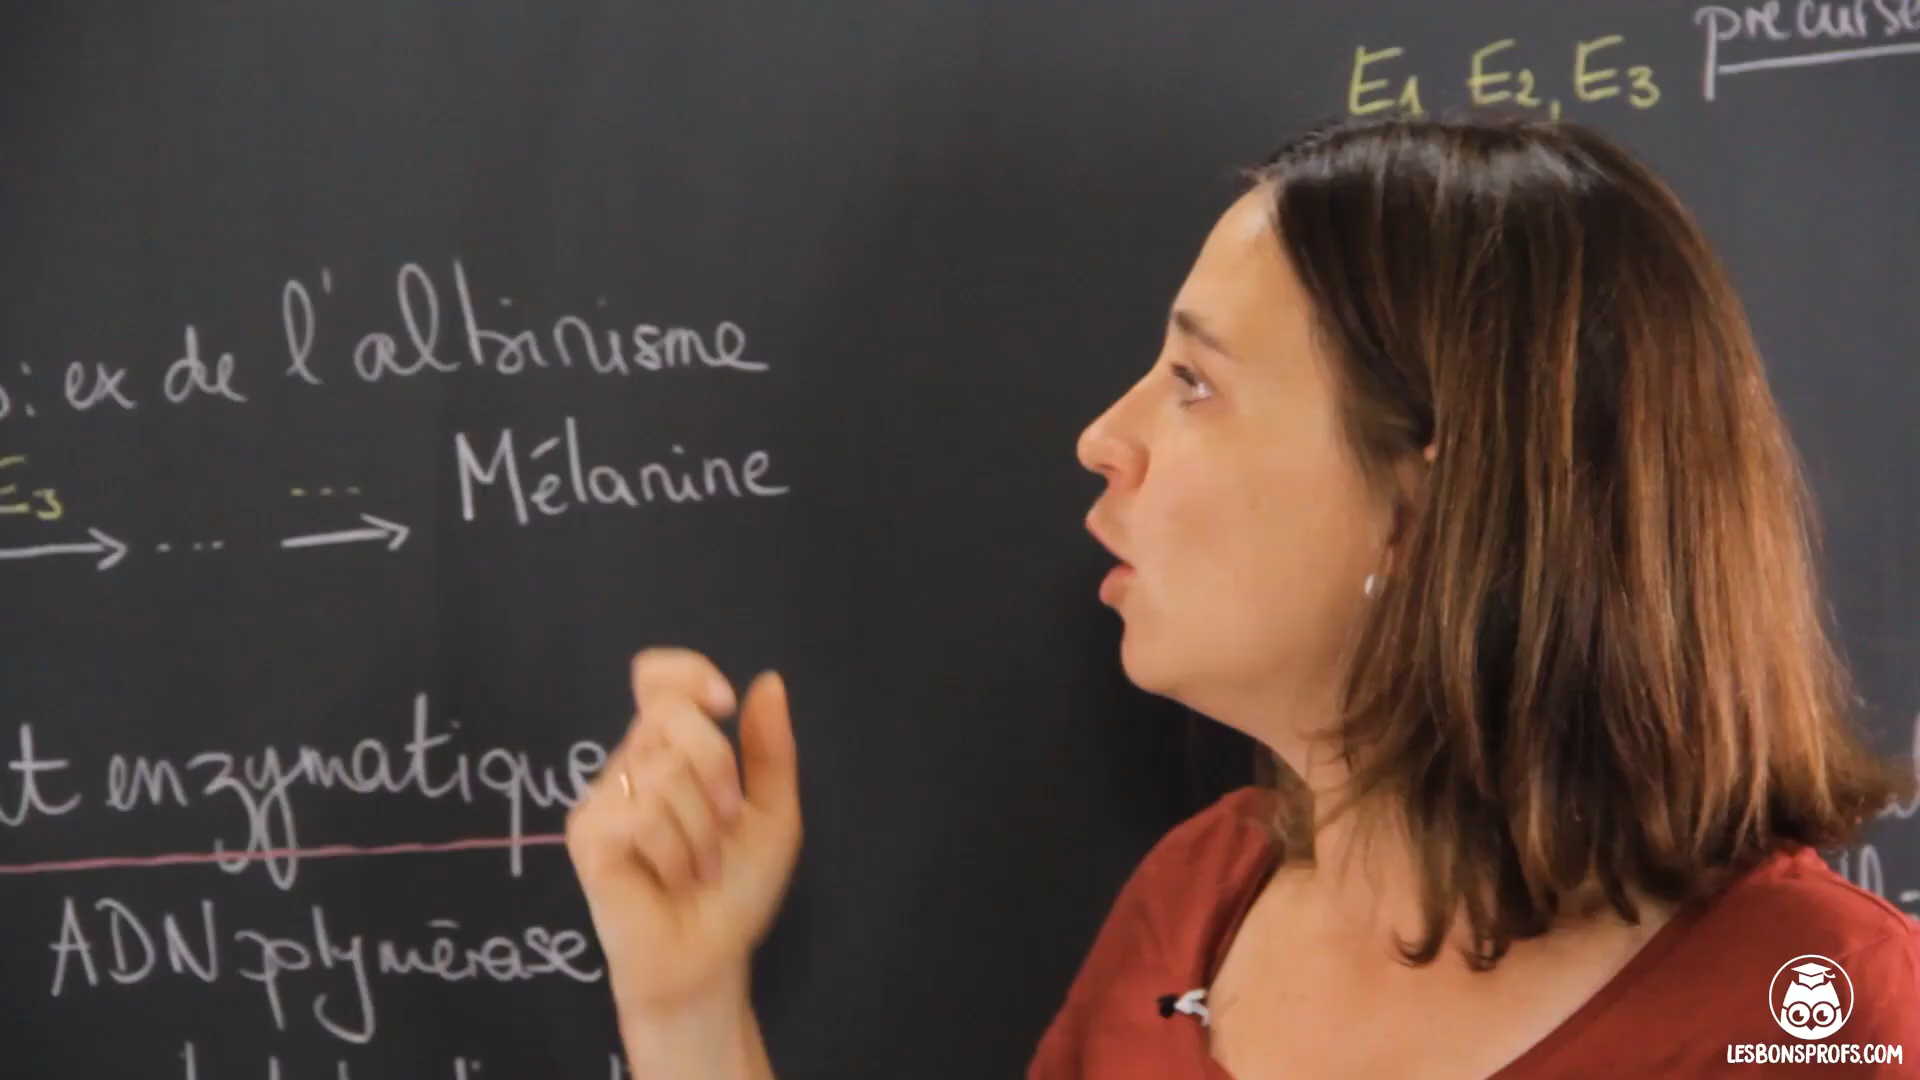 E1 E2, E3
: ex de l'albinisme
E3 ... --- Mélanine
enzymatique
ADN polymérase
LESBONSPROFS.COM